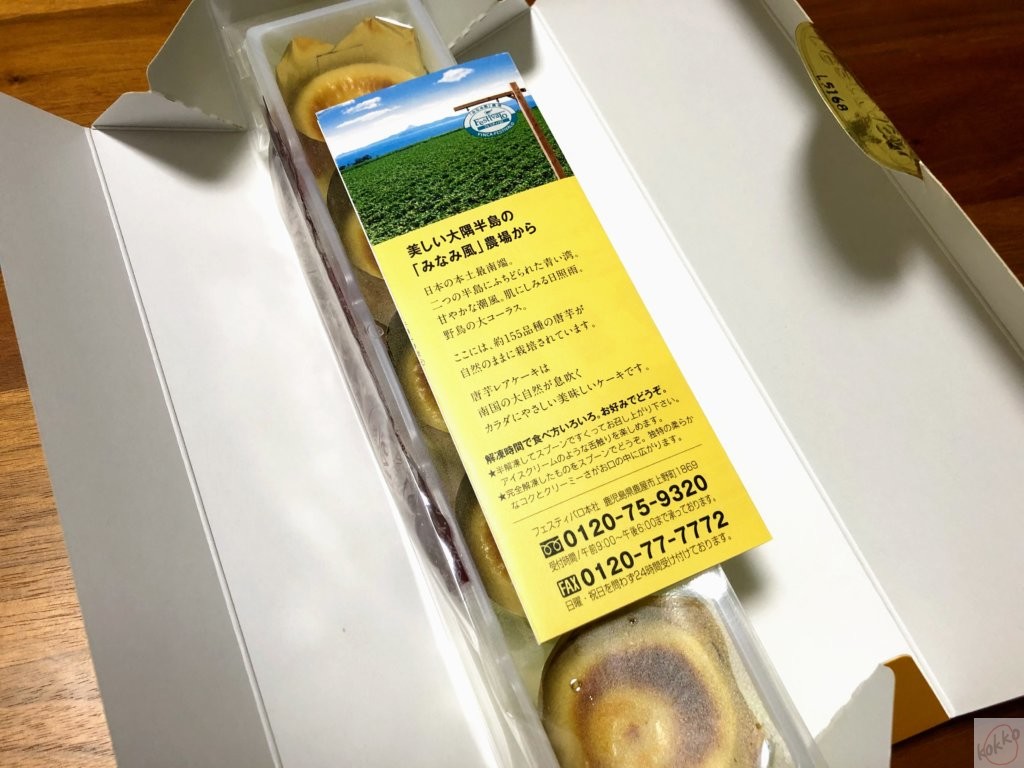 Festivalo
美しい大隅半島の
「みなみ風」農場から
日本の本土最南端。
二つの半島にふちどられた青い湾。
甘やかな潮風。肌にしみる日照雨。
野鳥の大コーラス。
ここには、約155品種の唐芋が
自然のままに栽培されています。
唐芋レアケーキは
南国の大自然が息吹く
カラダにやさしい美味しいケーキです。
解凍時間で食べ方いろいろ。お好みでどうぞ。
★半解凍してスプーンですくってお召し上がり下さい。
アイスクリームのような舌触りを楽しめます。
★完全解凍したものをスプーンでどうぞ。独特の柔らか
なコクとクリーミーさがお口の中に広がります。
フェスティバロ本社 鹿児島県鹿屋市上野町1869
0120-75-9320
受付時間/午前9:00〜午後6:00まで承っております。
FAX 0120-77-7772
日曜・祝日を問わず24時間受け付けております。
L5168
kokko